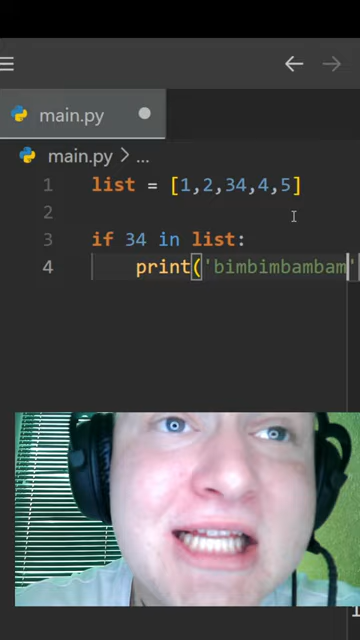 main.py
main.py > ...
1 list = [1,2,34,4,5]
2
3 if 34 in list:
4 print('bimbimbambam'